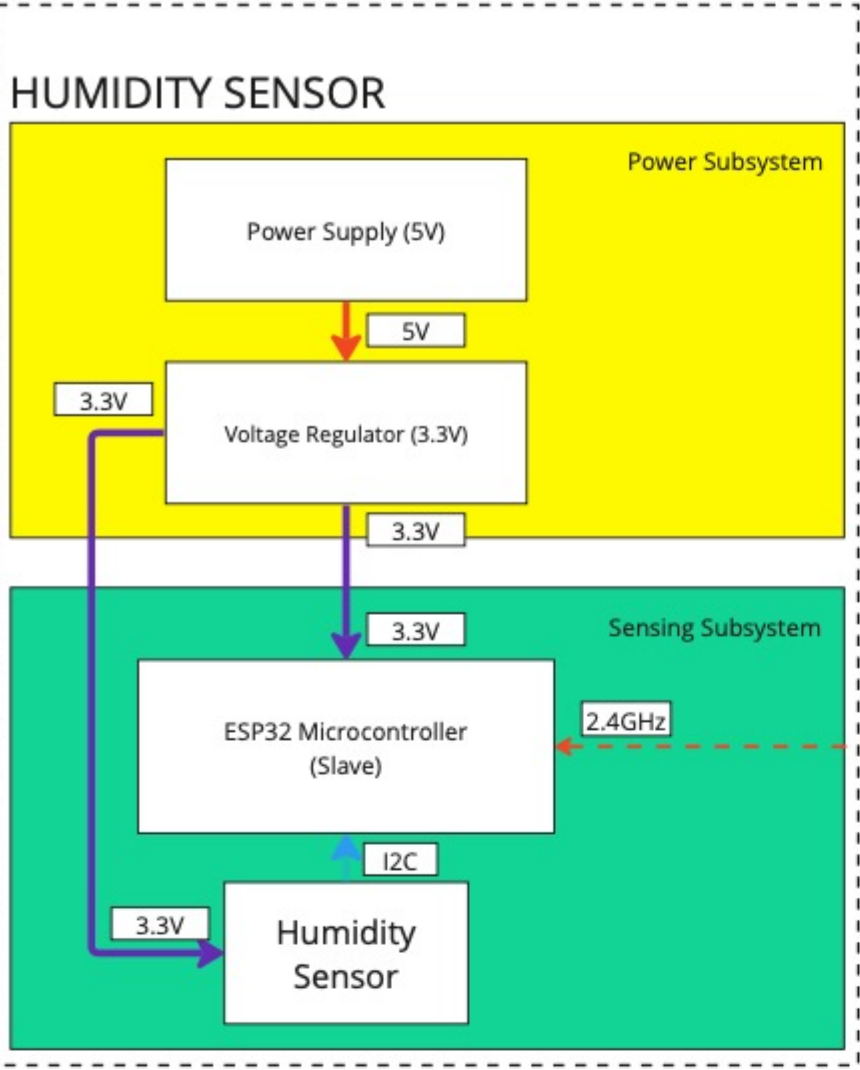 HUMIDITY SENSOR
Power Subsystem
Power Supply (5V)
5V
3.3V
Voltage Regulator (3.3V)
3.3V
Sensing Subsystem
3.3V
2.4GHz
ESP32 Microcontroller
(Slave)
I2C
3.3V
Humidity
Sensor